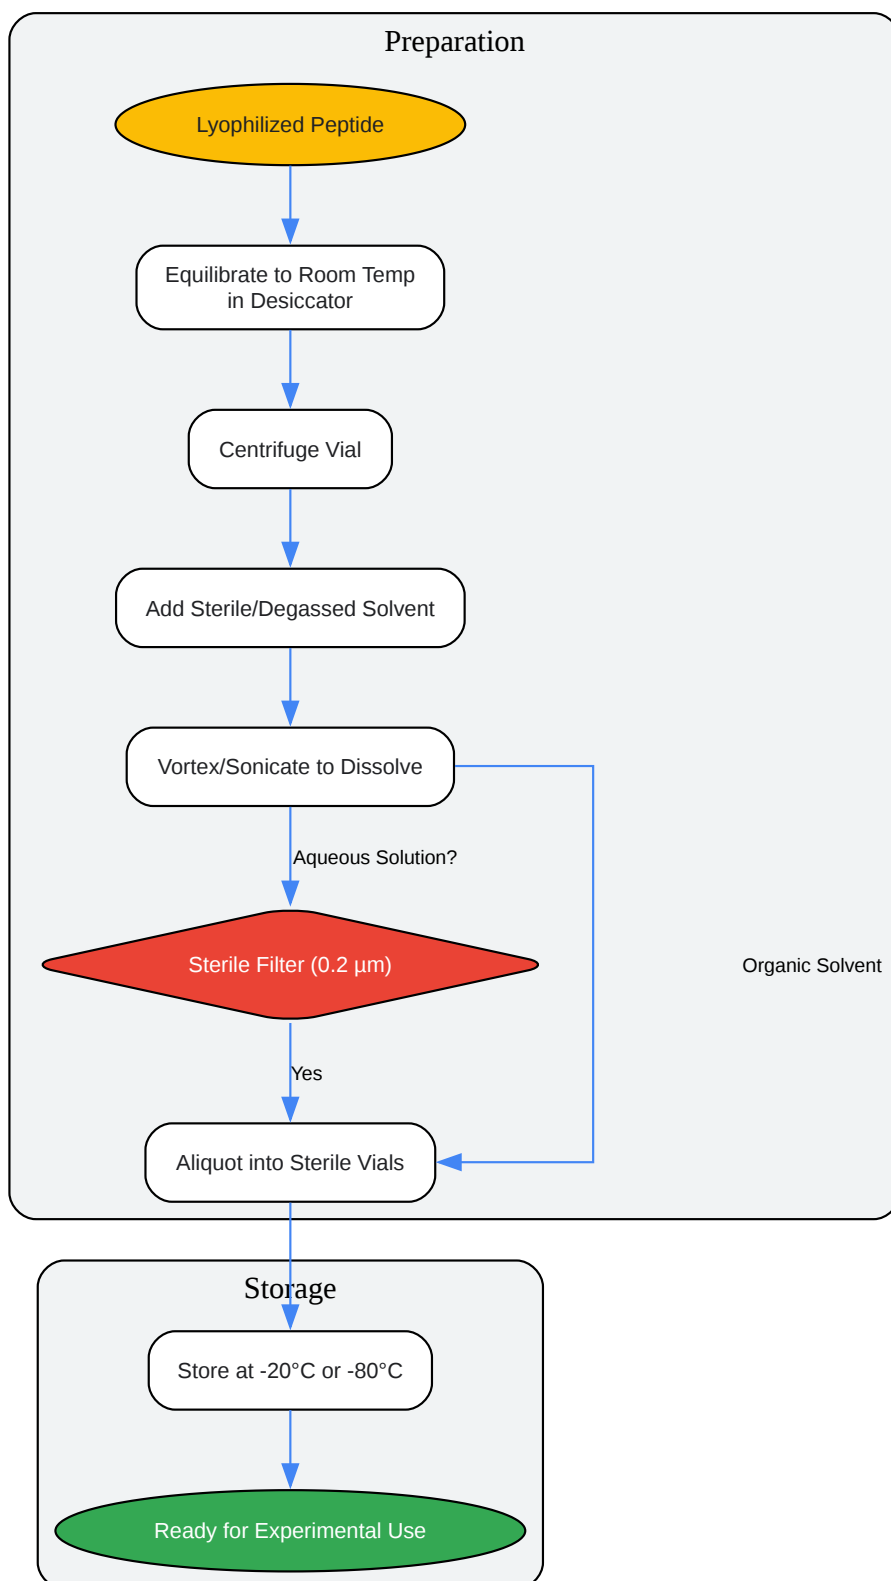 Preparation
Lyophilized Peptide
Equilibrate to Room Temp
in Desiccator
Centrifuge Vial
Add Sterile/Degassed Solvent
Vortex/Sonicate to Dissolve
Aqueous Solution?
Sterile Filter (0.2 µm)
Organic Solvent
Yes
Aliquot into Sterile Vials
Storage
Store at -20°C or -80°C
Ready for Experimental Use